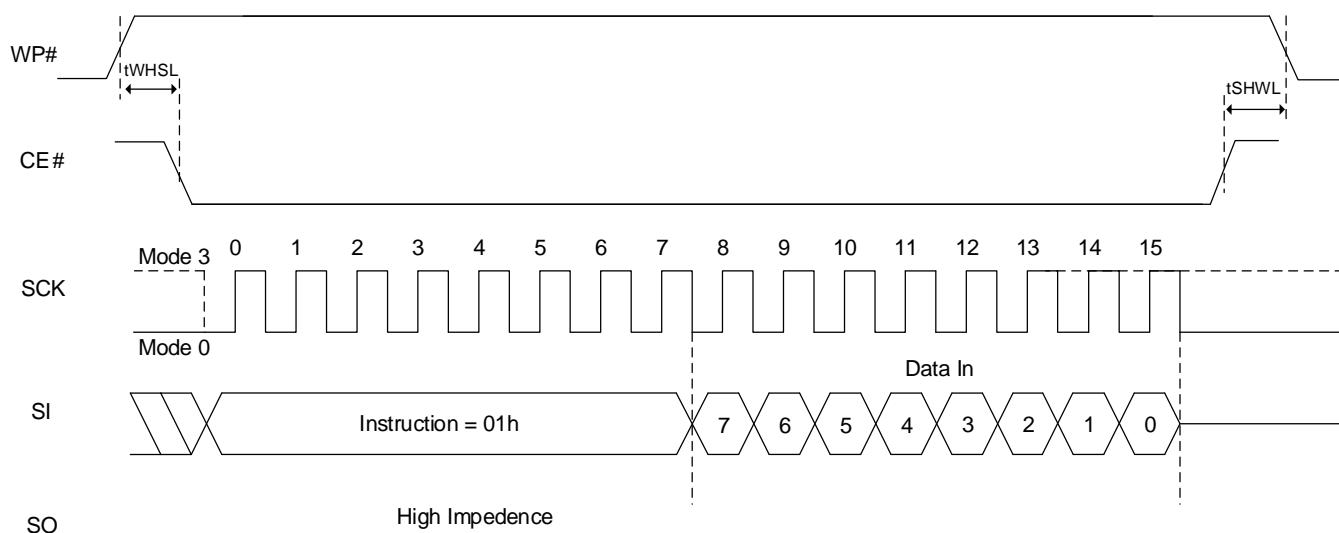 WP#
tWHSL
tSHWL
CE#
Mode 3
0 1 2 3 4 5 6 7 8 9 10 11 12 13 14 15
SCK
Mode 0
Data In
SI
Instruction = 01h
7 6 5 4 3 2 1 0
High Impedence
SO